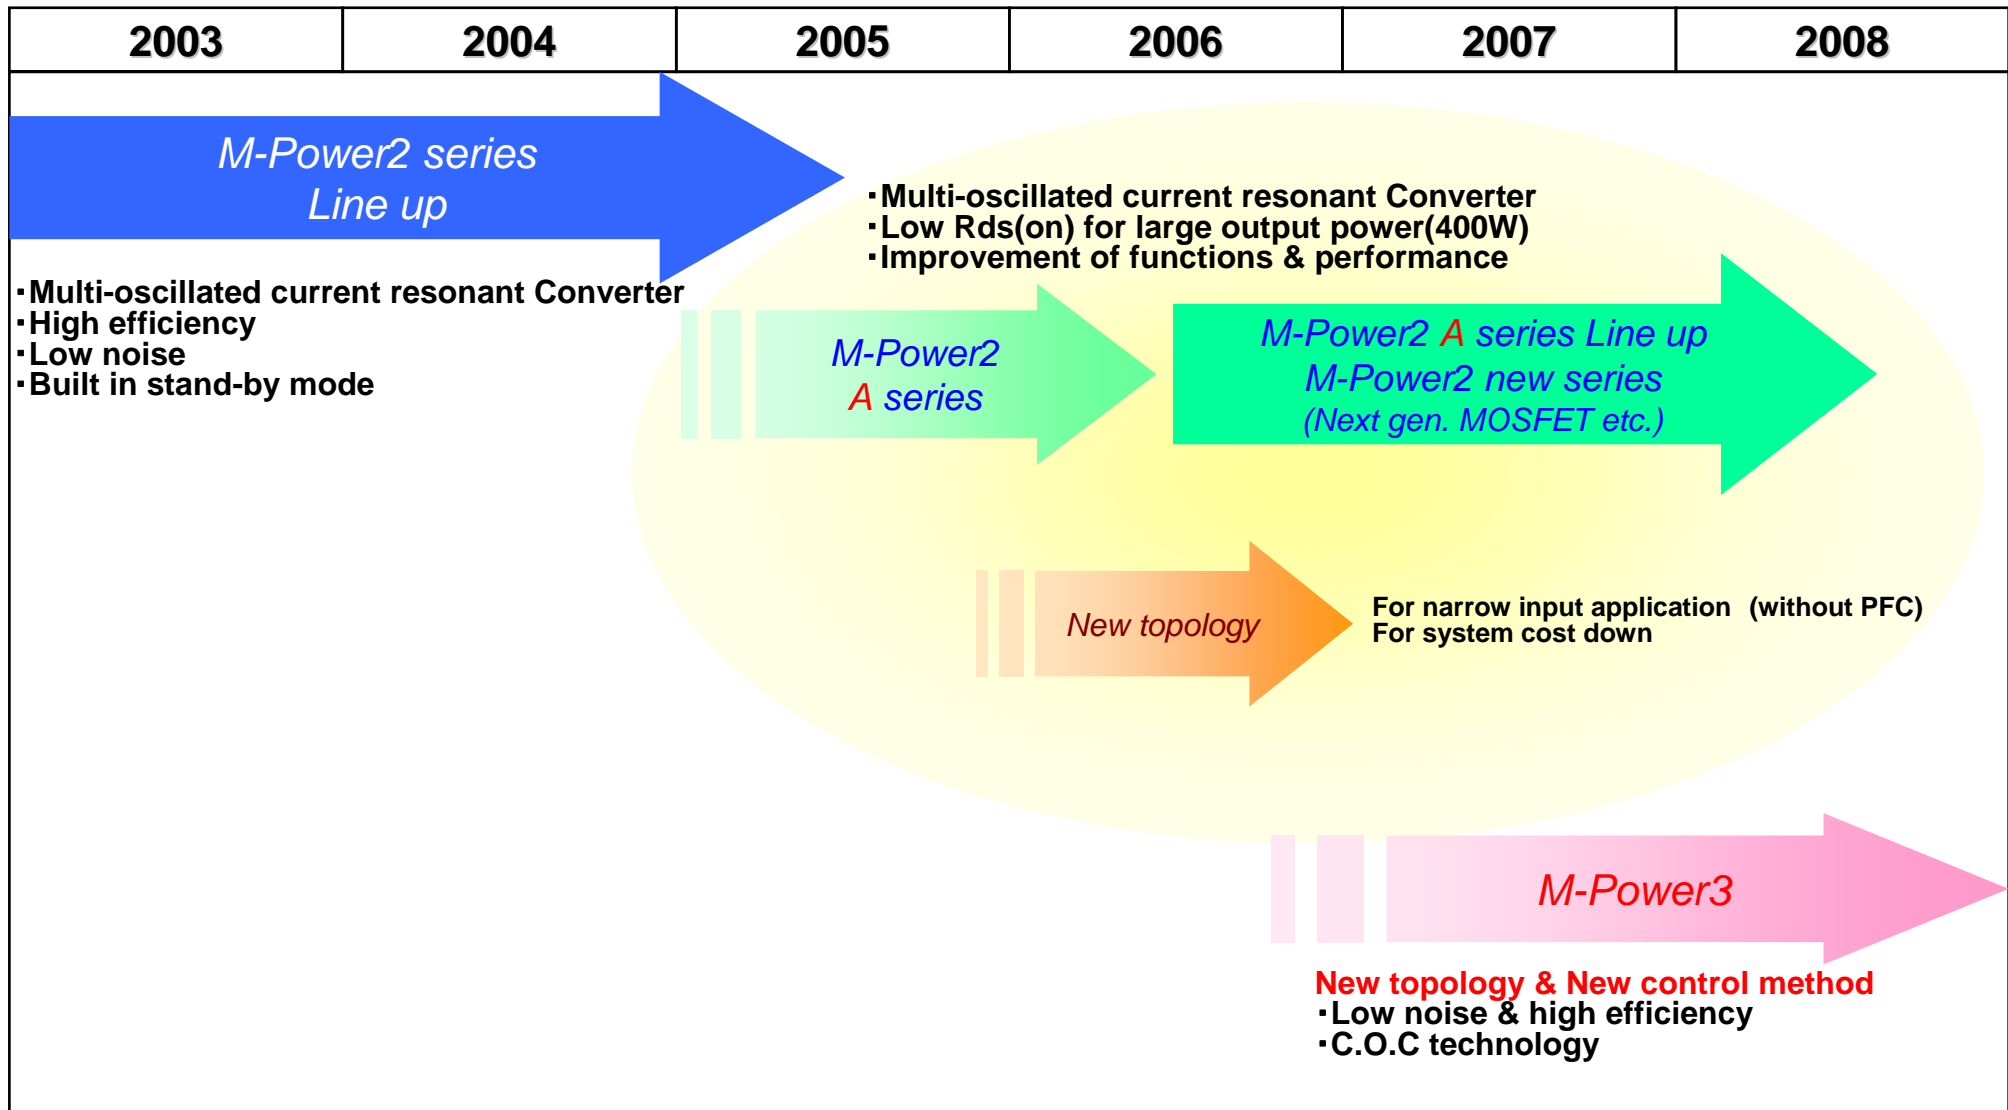 2003 2004 2005 2006 2007 2008
M-Power2 series
Line up
・Multi-oscillated current resonant Converter
・High efficiency
・Low noise
・Built in stand-by mode
・Multi-oscillated current resonant Converter
・Low Rds(on) for large output power(400W)
・Improvement of functions & performance
M-Power2
A series
M-Power2 A series Line up
M-Power2 new series
(Next gen. MOSFET etc.)
New topology
For narrow input application (without PFC)
For system cost down
M-Power3
New topology & New control method
・Low noise & high efficiency
・C.O.C technology